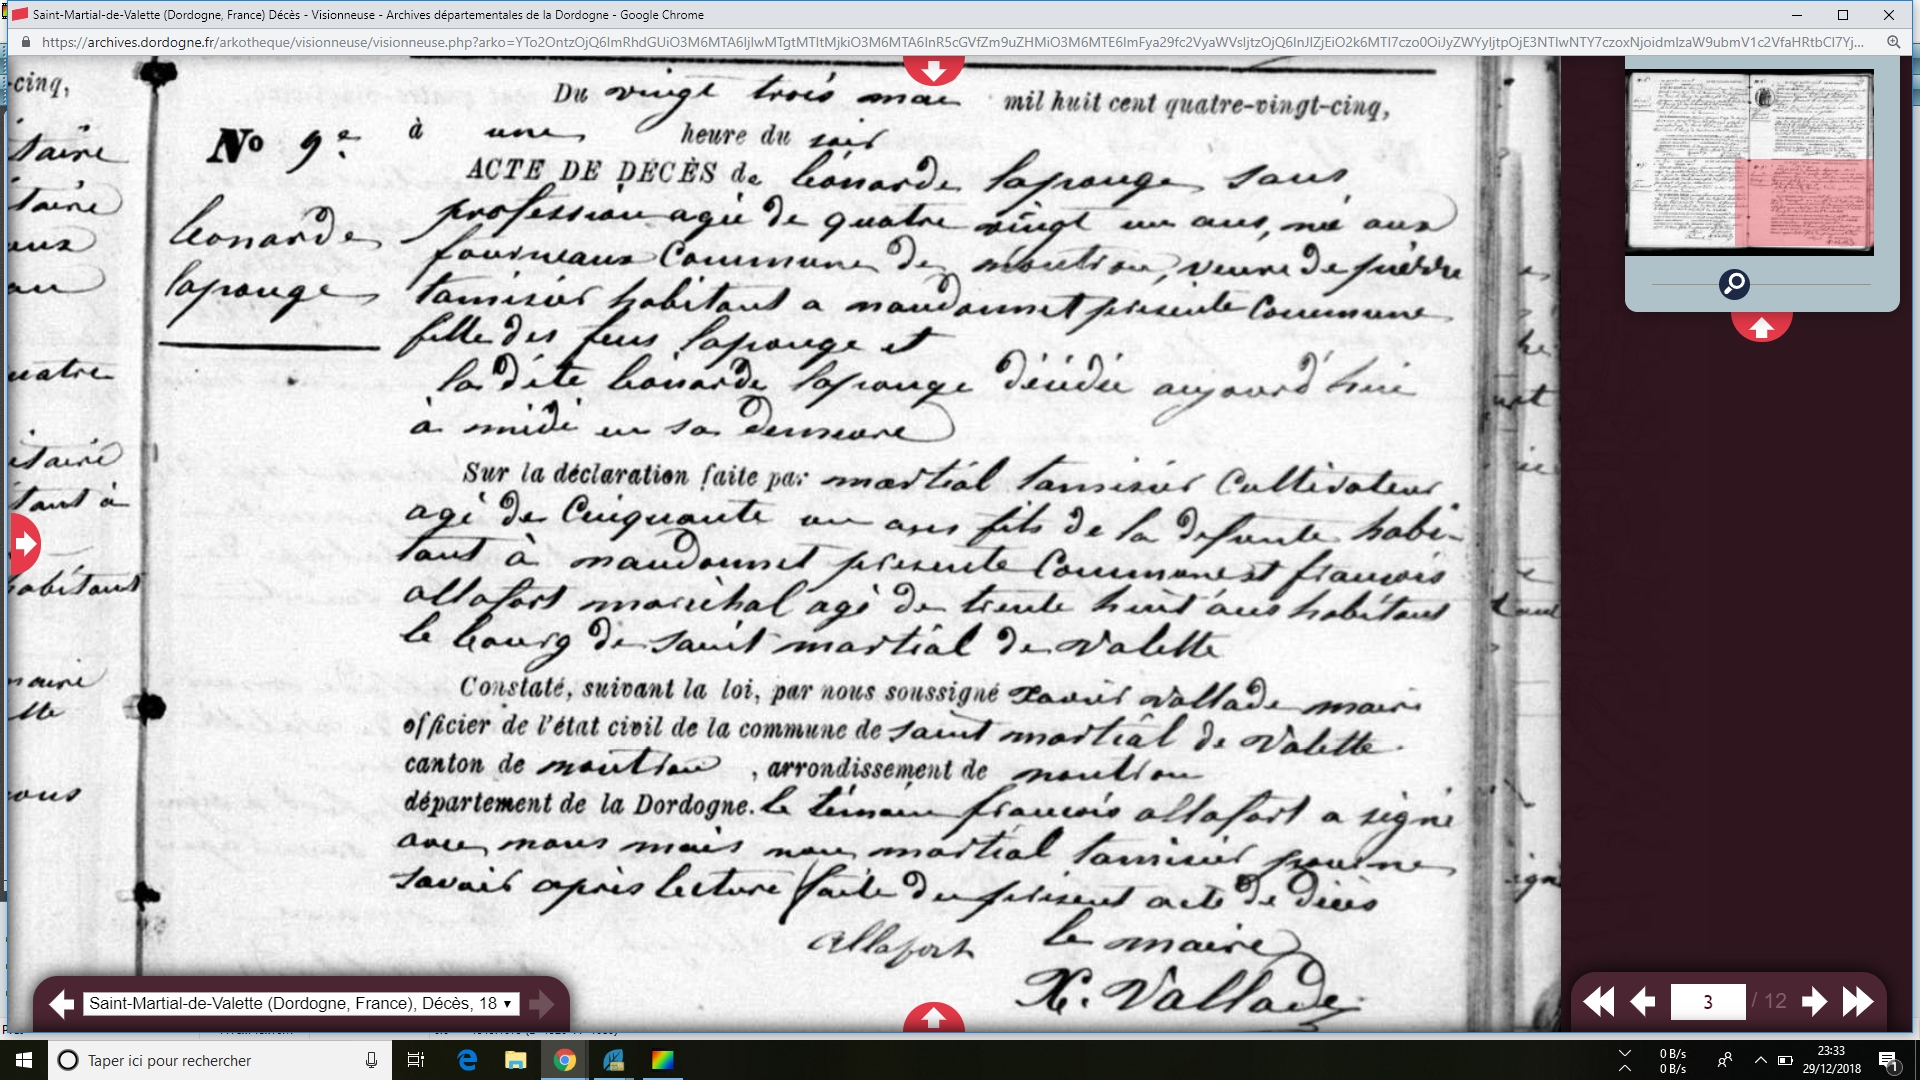 Saint-Martial-de-Valette (Dordogne, France) Décès - Visionneuse - Archives départementales de la Dordogne - Google Chrome
https://archives.dordogne.fr/arkotheque/visionneuse/visionneuse.php?arko=
-cinq,
Du vingt trois mai mil huit cent quatre-vingt-cinq,
No 9e à une heure du soir
ACTE DE DÉCÈS de Léonarde Lapouge sans
profession agée de quatre vingt un ans, née aux
Léonarde
fourneaux Commune de nontron, veuve de pierre
Lapouge
tamisier habitant a maudonnet présente Commune
fille des feus Lapouge et
la dite Léonarde Lapouge décédée aujourd'hui
à midi en sa demeure
Sur la déclaration faite par martial tamisier Cultivateur
agé de Cinquante un ans fils de la defunte habi-
tant à maudonnet présente Commune et françois
allafort maréchal agé de trente huit ans habitant
le bourg de saint martial de Valette
Constaté, suivant la loi, par nous soussigné Xavier Vallade maire
officier de l'état civil de la commune de saint martial de Valette
canton de nontron , arrondissement de nontron
département de la Dordogne. le témoin françois allafort a signé
avec nous mais non martial tamisier pour ne
savoir après lecture faite du présent acte de décès
Allafort le maire
X. Vallade
Saint-Martial-de-Valette (Dordogne, France), Décès, 18
3 / 12
Taper ici pour rechercher
0 B/s
0 B/s
23:33
29/12/2018
1